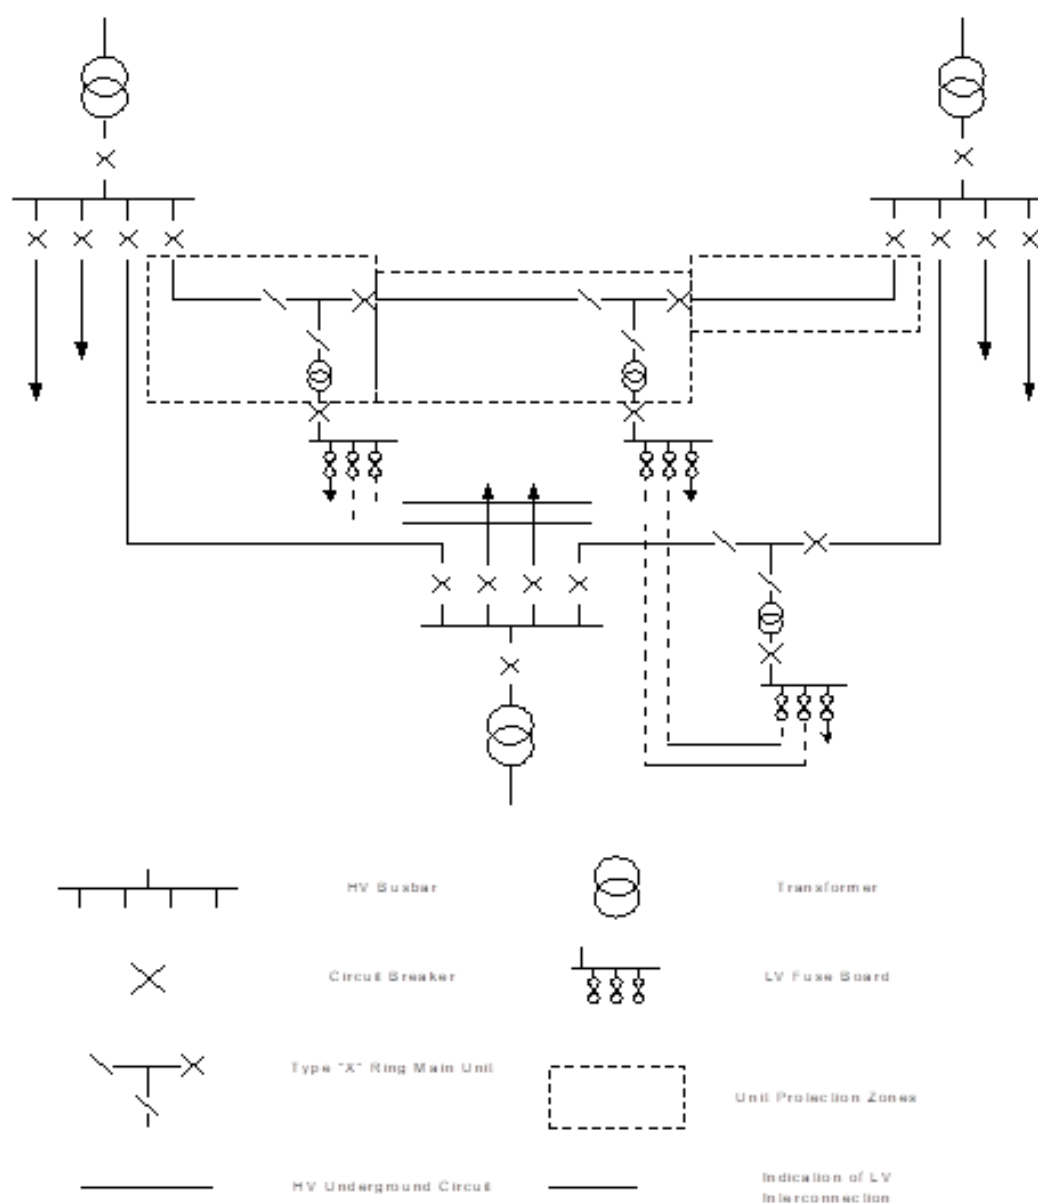 HV Busbar
Transformer
Circuit Breaker
LV Fuse Board
Type "X" Ring Main Unit
Unit Protection Zones
HV Underground Circuit
Indication of LV
Interconnection